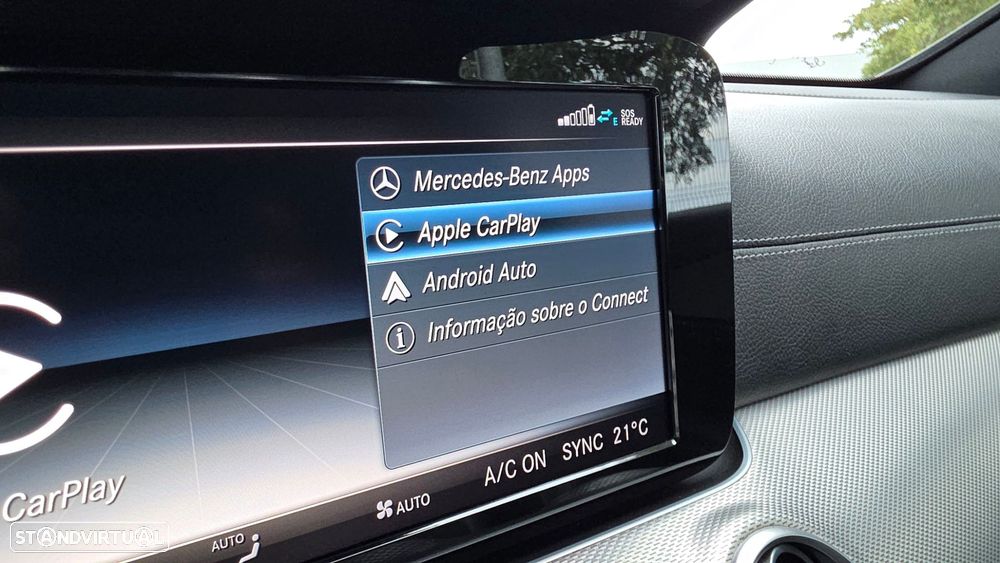 SOS
E READY
Mercedes-Benz Apps
Apple CarPlay
Android Auto
Informação sobre o Connect
CarPlay
A/C ON SYNC 21°C
AUTO
AUTO
STANDVIRTUAL